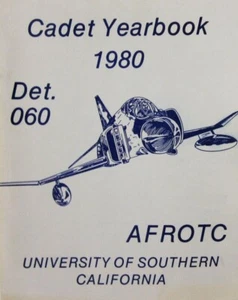 Cadet Yearbook
1980
Det.
060
AFROTC
UNIVERSITY OF SOUTHERN
CALIFORNIA